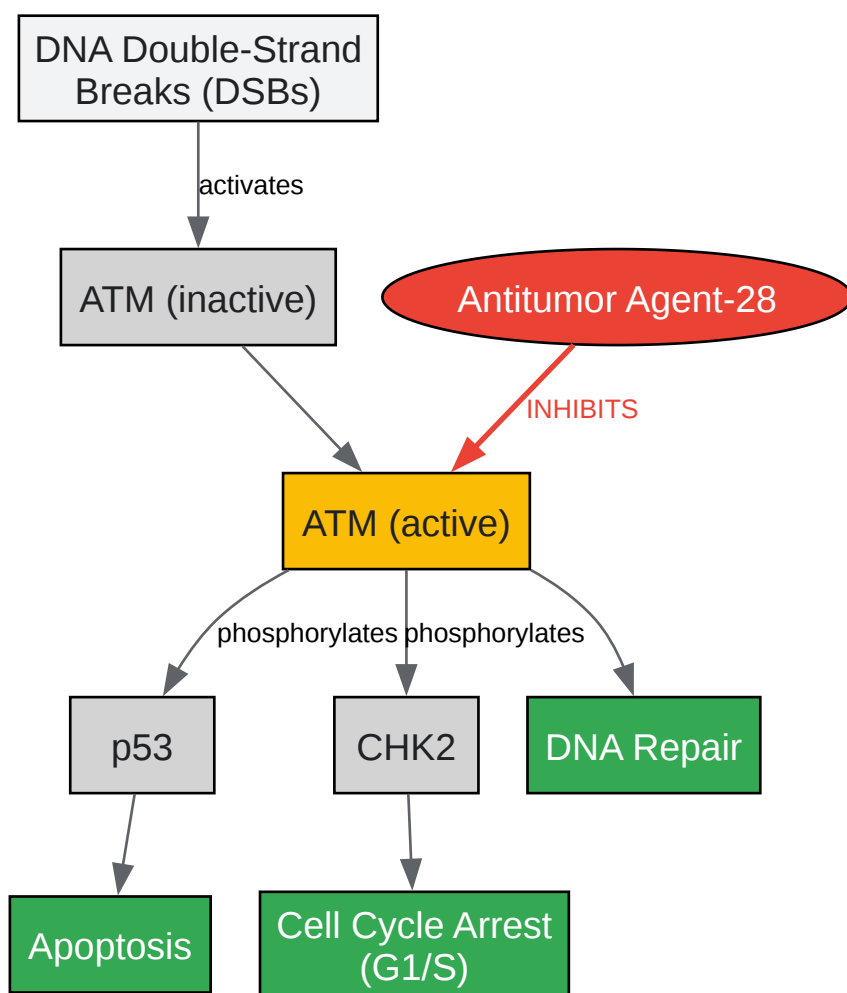 DNA Double-Strand
Breaks (DSBs)
activates
ATM (inactive)
Antitumor Agent-28
INHIBITS
ATM (active)
phosphorylates
phosphorylates
p53
CHK2
DNA Repair
Apoptosis
Cell Cycle Arrest
(G1/S)